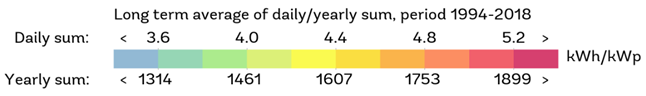 Long term average of daily/yearly sum, period 1994-2018
Daily sum: < 3.6 4.0 4.4 4.8 5.2 >
kWh/kWp
Yearly sum: < 1314 1461 1607 1753 1899 >